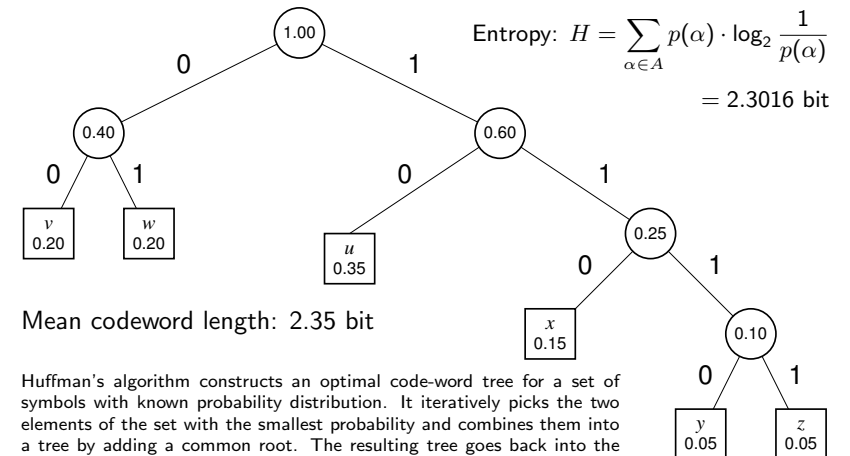 1.00
Entropy: H = ∑ α∈A p(α) · log₂ 1/p(α)
= 2.3016 bit
0 1
0.40 0.60
0 1 0 1
v 0.20 w 0.20 u 0.35 0.25
0 1
Mean codeword length: 2.35 bit
x 0.15 0.10
0 1
y 0.05 z 0.05
Huffman's algorithm constructs an optimal code-word tree for a set of
symbols with known probability distribution. It iteratively picks the two
elements of the set with the smallest probability and combines them into
a tree by adding a common root. The resulting tree goes back into the